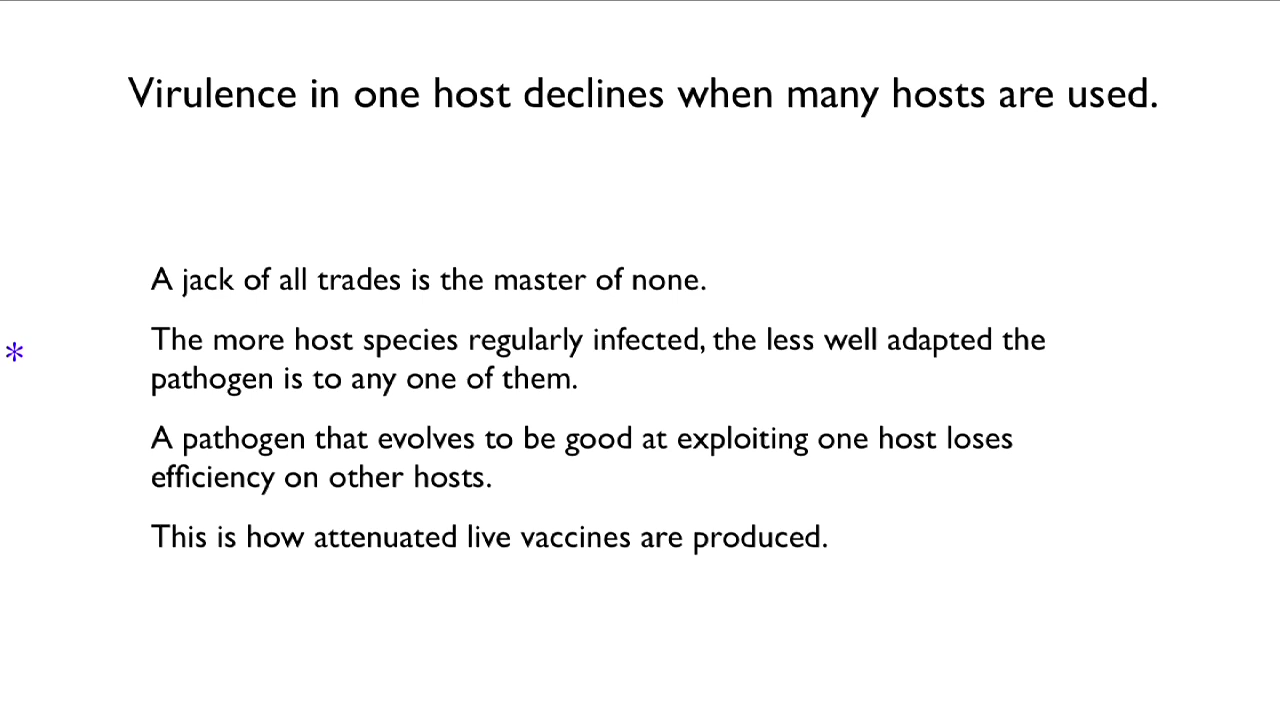 Virulence in one host declines when many hosts are used.
A jack of all trades is the master of none.
* The more host species regularly infected, the less well adapted the
pathogen is to any one of them.
A pathogen that evolves to be good at exploiting one host loses
efficiency on other hosts.
This is how attenuated live vaccines are produced.